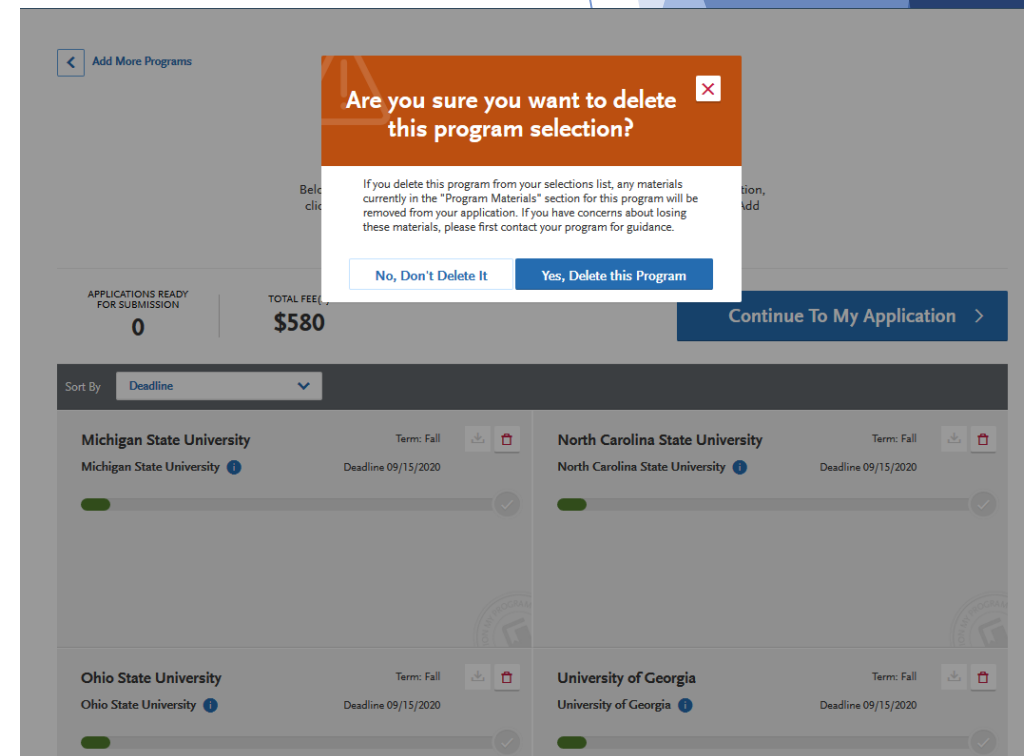 Add More Programs
Are you sure you want to delete
this program selection?
If you delete this program from your selections list, any materials
currently in the "Program Materials" section for this program will be
removed from your application. If you have concerns about losing
these materials, please first contact your program for guidance.
No, Don't Delete It
Yes, Delete this Program
APPLICATIONS READY
FOR SUBMISSION
0
TOTAL
$580
Continue To My Application
Sort By
Deadline
Michigan State University
Term: Fall
Michigan State University
Deadline 09/15/2020
North Carolina State University
Term: Fall
North Carolina State University
Deadline 09/15/2020
Ohio State University
Term: Fall
Ohio State University
Deadline 09/15/2020
University of Georgia
Term: Fall
University of Georgia
Deadline 09/15/2020